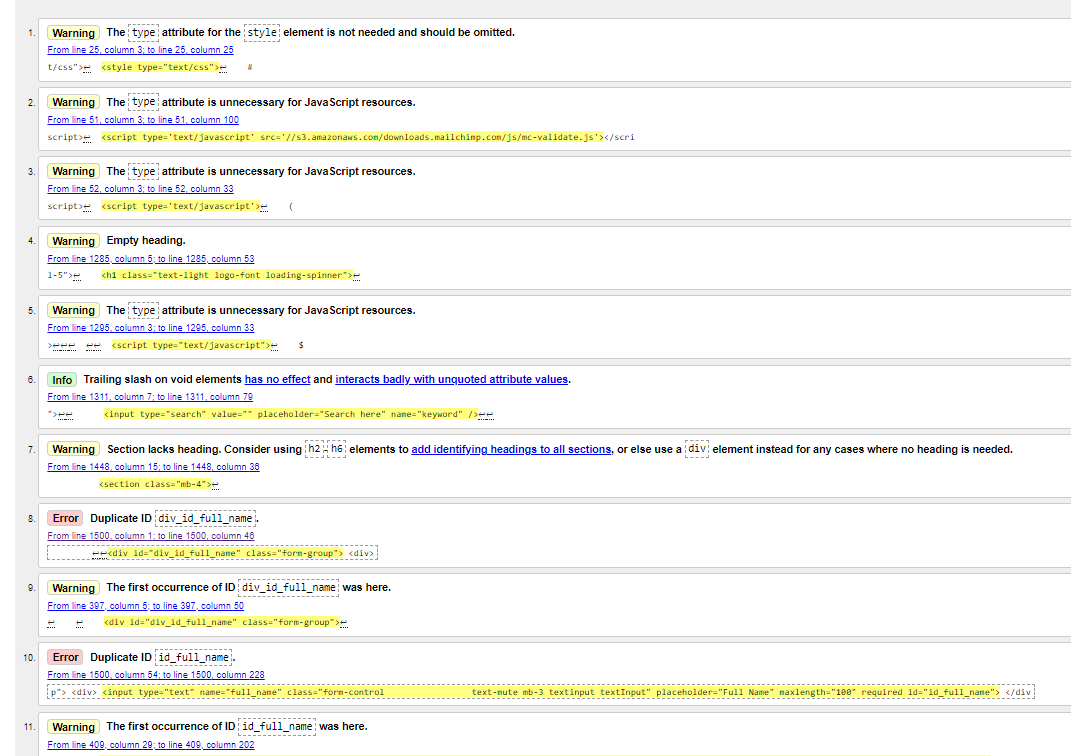 1. Warning The type attribute for the style element is not needed and should be omitted.
From line 25, column 3; to line 25, column 25
t/css">↩ <style type="text/css">↩ #
2. Warning The type attribute is unnecessary for JavaScript resources.
From line 51, column 3; to line 51, column 100
script>↩ <script type='text/javascript' src='//s3.amazonaws.com/downloads.mailchimp.com/js/mc-validate.js'></scri
3. Warning The type attribute is unnecessary for JavaScript resources.
From line 52, column 3; to line 52, column 33
script>↩ <script type='text/javascript'>↩ (
4. Warning Empty heading.
From line 1285, column 5; to line 1285, column 53
l-5">↩ <h1 class="text-light logo-font loading-spinner">↩
5. Warning The type attribute is unnecessary for JavaScript resources.
From line 1295, column 3; to line 1295, column 33
>↩↩↩ ↩↩ <script type="text/javascript">↩ $
6. Info Trailing slash on void elements has no effect and interacts badly with unquoted attribute values.
From line 1311, column 7; to line 1311, column 79
">↩↩ <input type="search" value="" placeholder="Search here" name="keyword" />↩↩
7. Warning Section lacks heading. Consider using h2-h6 elements to add identifying headings to all sections, or else use a div element instead for any cases where no heading is needed.
From line 1448, column 15; to line 1448, column 36
<section class="mb-4">↩
8. Error Duplicate ID div_id_full_name.
From line 1500, column 1; to line 1500, column 46
↩↩<div id="div_id_full_name" class="form-group"> <div>
9. Warning The first occurrence of ID div_id_full_name was here.
From line 397, column 5; to line 397, column 50
↩ ↩ <div id="div_id_full_name" class="form-group">↩
10. Error Duplicate ID id_full_name.
From line 1500, column 54; to line 1500, column 228
p"> <div> <input type="text" name="full_name" class="form-control text-mute mb-3 textinput textInput" placeholder="Full Name" maxlength="100" required id="id_full_name"> </div
11. Warning The first occurrence of ID id_full_name was here.
From line 409, column 29; to line 409, column 202